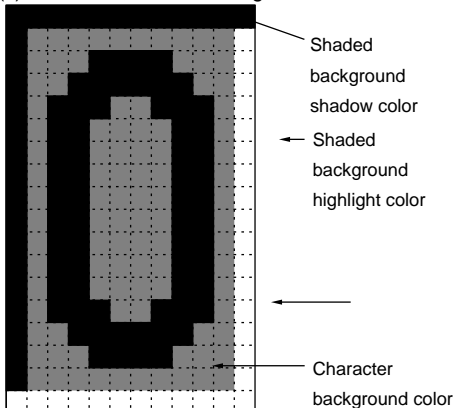 Shaded
background
shadow color
Shaded
background
highlight color
Character
background color